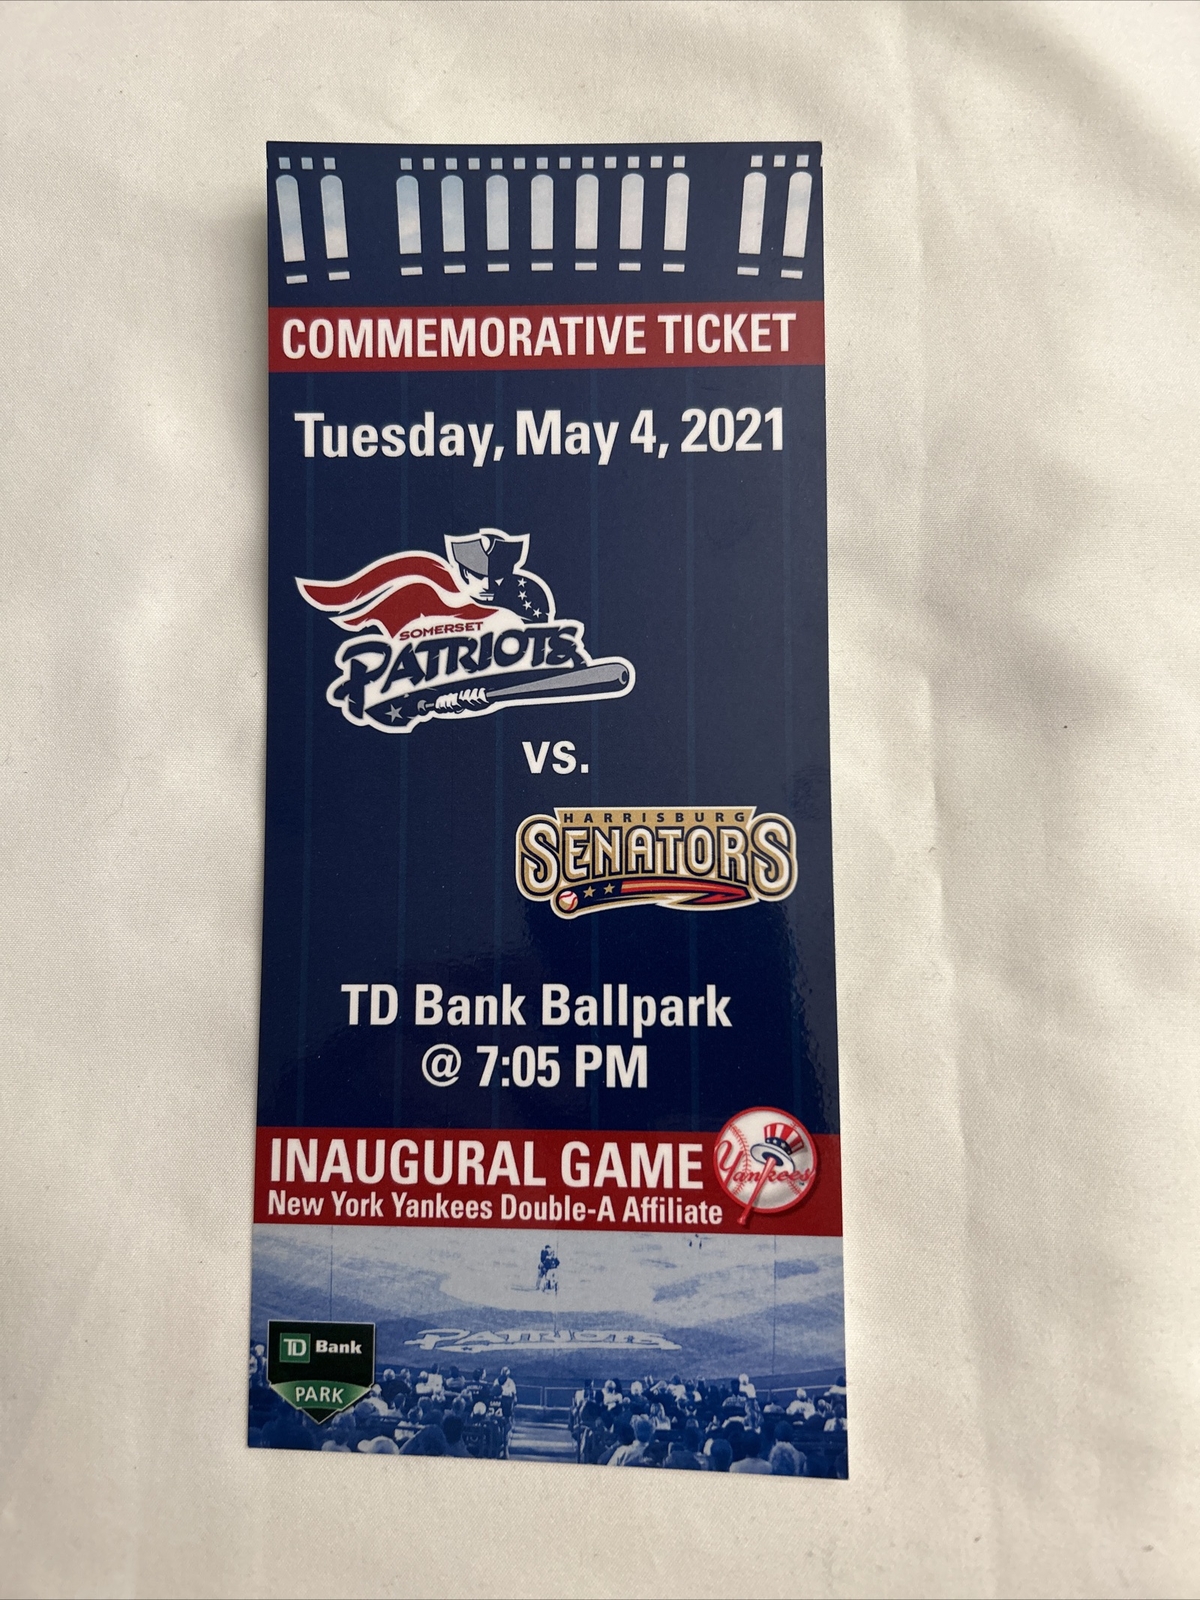 COMMEMORATIVE TICKET
Tuesday, May 4, 2021
SOMERSET
PATRIOTS
VS.
HARRISBURG
SENATORS
TD Bank Ballpark
@ 7:05 PM
INAUGURAL GAME
New York Yankees Double-A Affiliate
Yankees
PATRIOTS
TD Bank
PARK